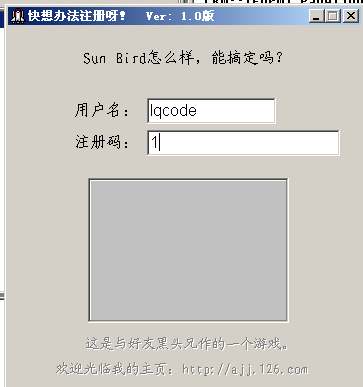 快想办法注册呀！ Ver: 1.0版
Sun Bird怎么样，能搞定吗？
用户名： lqcode
注册码： 1
这是与好友黑头兄作的一个游戏。
欢迎光临我的主页：http://ajj.126.com